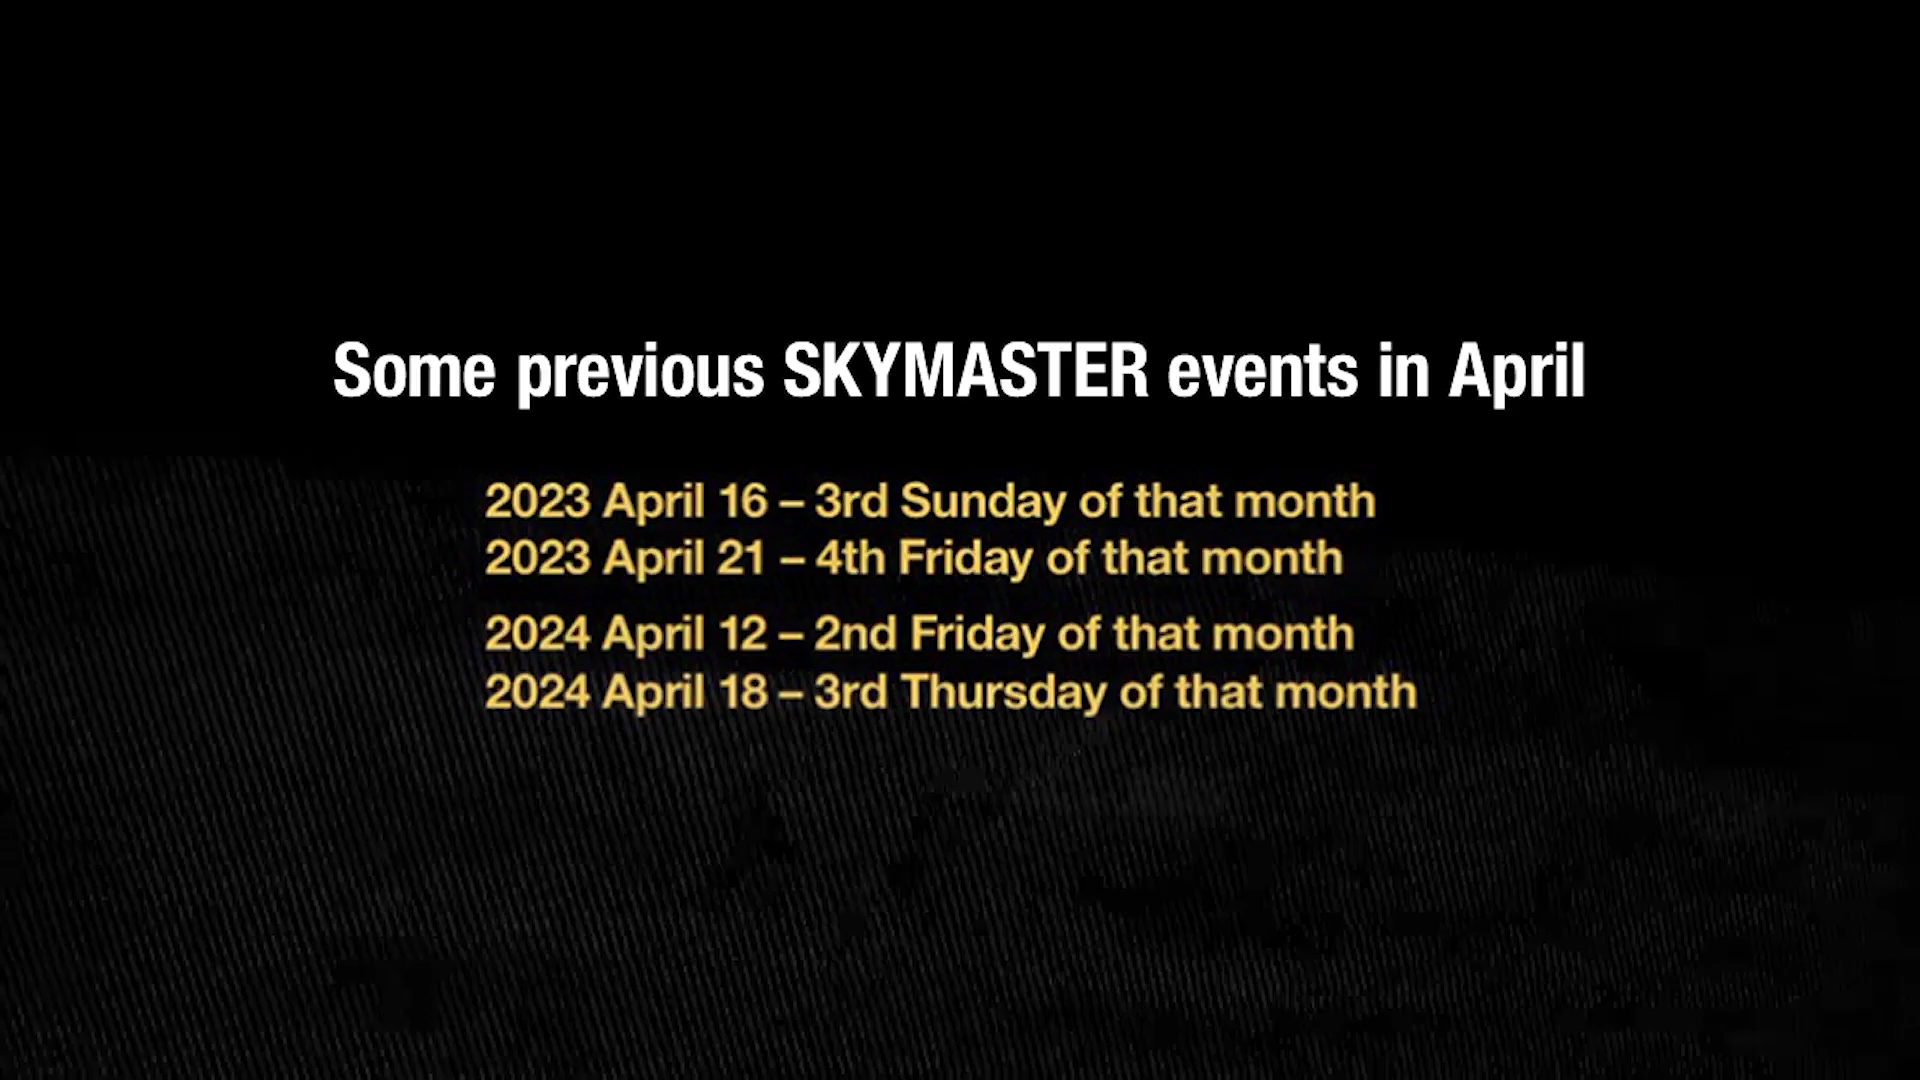 Some previous SKYMASTER events in April
2023 April 16 – 3rd Sunday of that month
2023 April 21 – 4th Friday of that month
2024 April 12 – 2nd Friday of that month
2024 April 18 – 3rd Thursday of that month